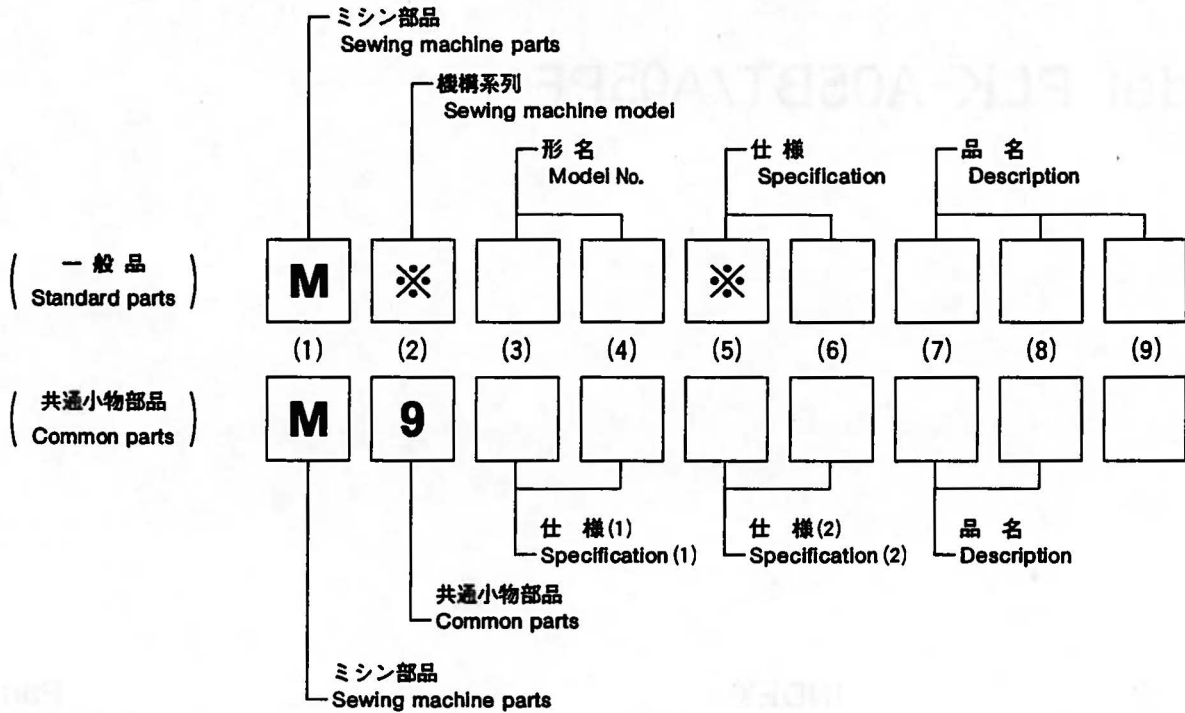 ミシン部品
Sewing machine parts
機構系列
Sewing machine model
形名
Model No.
仕様
Specification
品名
Description
(一般品
Standard parts)
M ※ ※
(1) (2) (3) (4) (5) (6) (7) (8) (9)
(共通小物部品
Common parts)
M 9
仕様(1)
Specification (1)
仕様(2)
Specification (2)
品名
Description
共通小物部品
Common parts
ミシン部品
Sewing machine parts